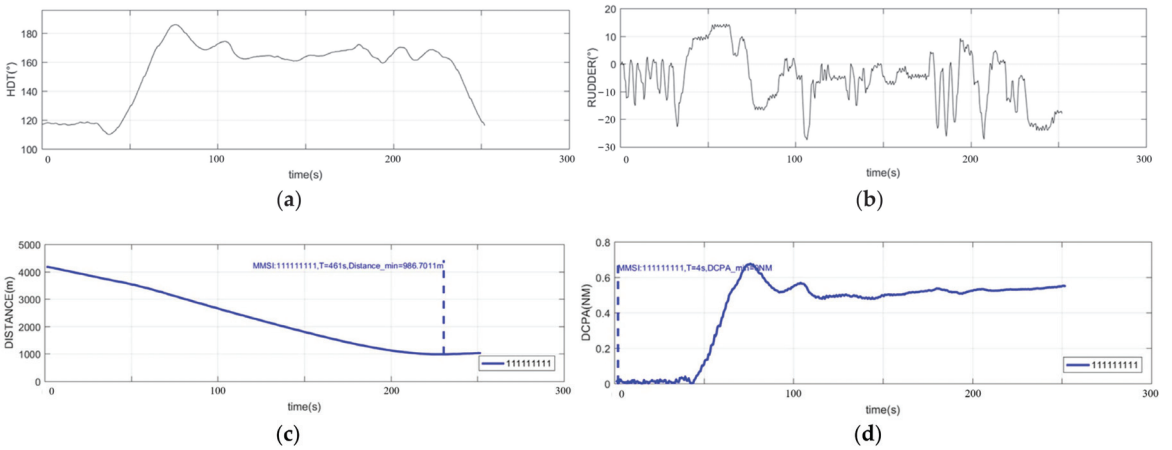 180
160
140
120
100
HDT(°)
0
100
200
300
time(s)
(a)
20
10
0
−10
−20
−30
RUDDER(°)
0
100
200
300
time(s)
(b)
5000
4000
3000
2000
1000
0
DISTANCE(m)
MMSI:111111111,T=461s,Distance_min=986.7011m
111111111
0
100
200
300
time(s)
(c)
0.8
0.6
0.4
0.2
0
DCPA(NM)
MMSI:111111111,T=4s,DCPA_min=0NM
111111111
0
100
200
300
time(s)
(d)